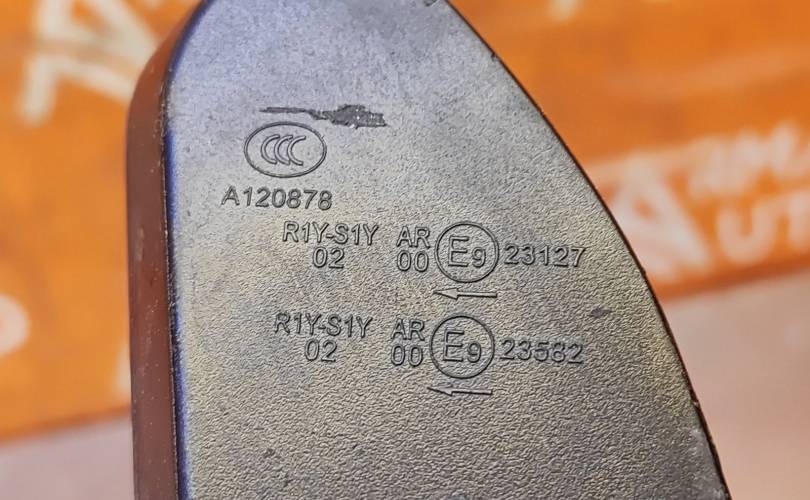 CCC
A120878
R1Y-S1Y AR E9 23127
02 00
R1Y-S1Y AR E9 23582
02 00